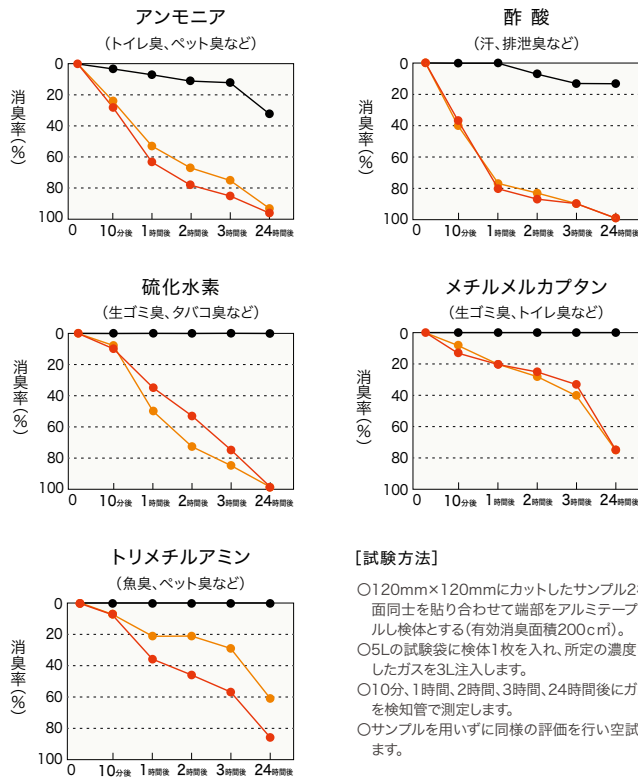 アンモニア
(トイレ臭、ペット臭など)
消臭率(%)
0
20
40
60
80
100
0 10分後 1時間後 2時間後 3時間後 24時間後
酢 酸
(汗、排泄臭など)
消臭率(%)
0
20
40
60
80
100
0 10分後 1時間後 2時間後 3時間後 24時間後
硫化水素
(生ゴミ臭、タバコ臭など)
消臭率(%)
0
20
40
60
80
100
0 10分後 1時間後 2時間後 3時間後 24時間後
メチルメルカプタン
(生ゴミ臭、トイレ臭など)
消臭率(%)
0
20
40
60
80
100
0 10分後 1時間後 2時間後 3時間後 24時間後
トリメチルアミン
(魚臭、ペット臭など)
消臭率(%)
0
20
40
60
80
100
0 10分後 1時間後 2時間後 3時間後 24時間後
[試験方法]
○120mm×120mmにカットしたサンプル2
面同士を貼り合わせて端部をアルミテープ
ルし検体とする(有効消臭面積200c㎡)。
○5Lの試験袋に検体1枚を入れ、所定の濃度
したガスを3L注入します。
○10分、1時間、2時間、3時間、24時間後にガ
を検知管で測定します。
○サンプルを用いずに同様の評価を行い空試
ます。